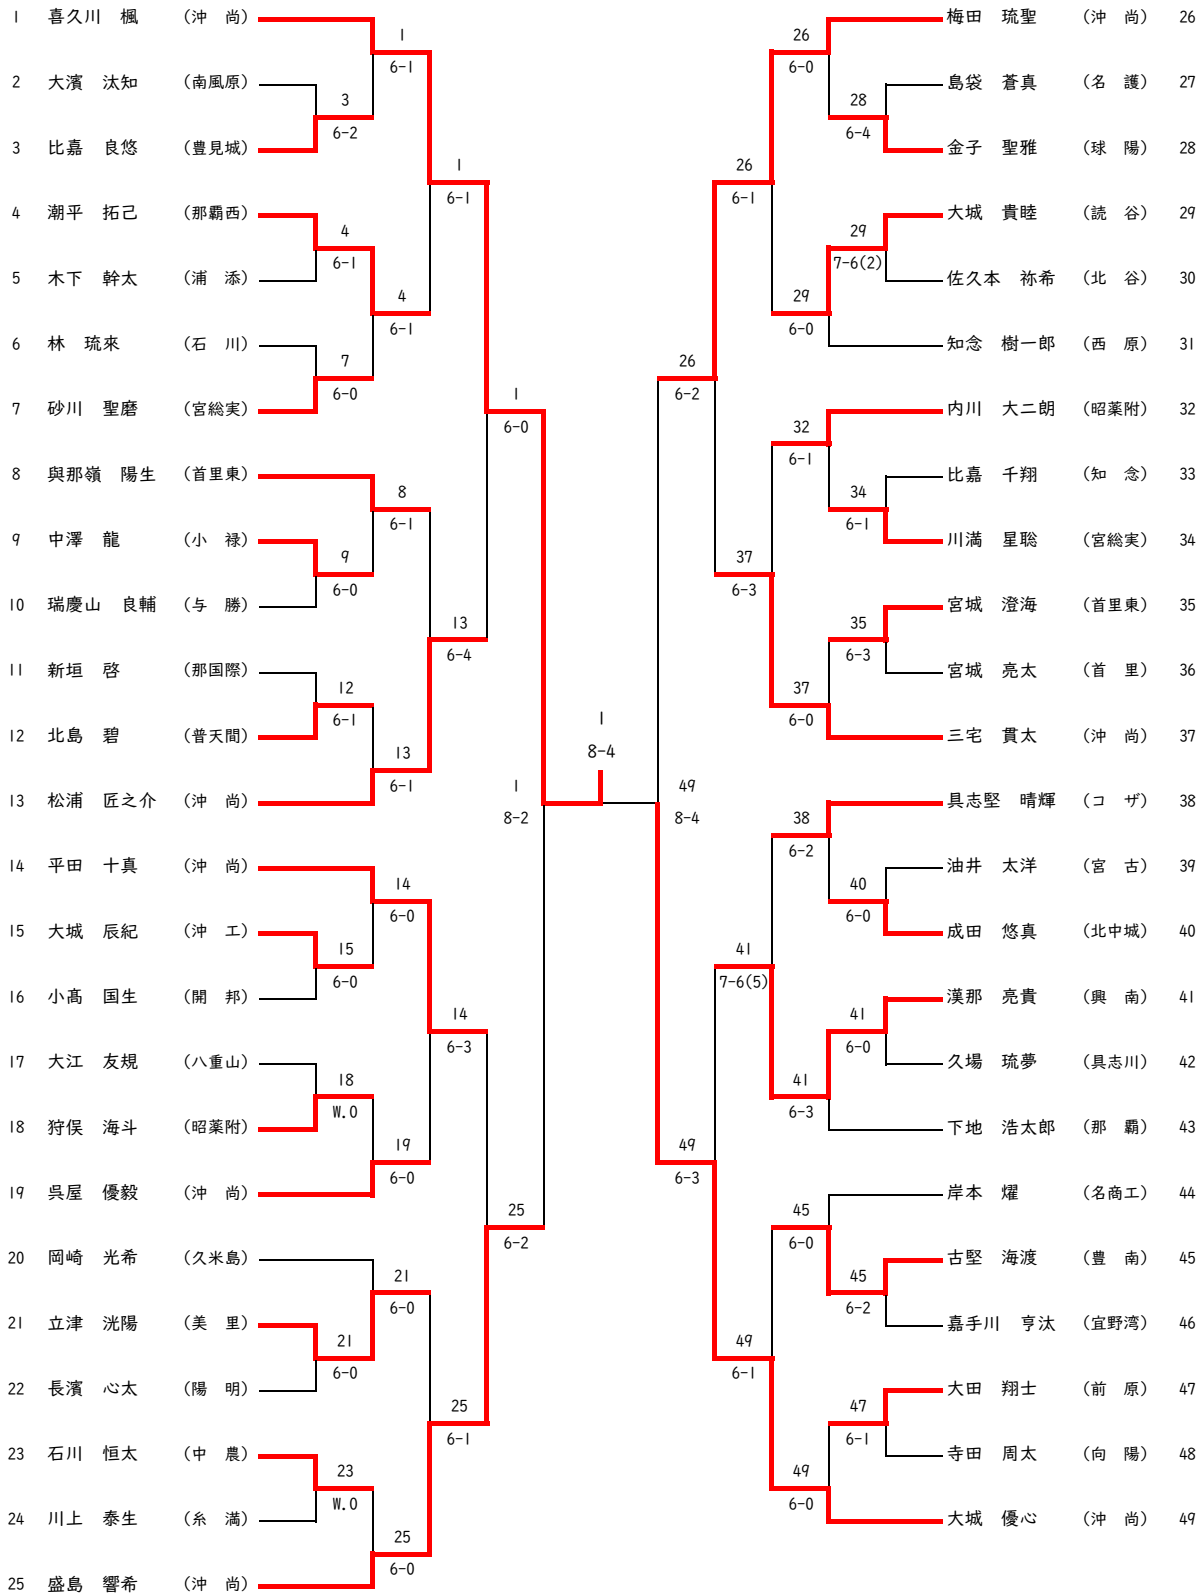 1 喜久川 楓 (沖 尚)
2 大濱 汰知 (南風原)
3 比嘉 良悠 (豊見城)
4 潮平 拓己 (那覇西)
5 木下 幹太 (浦 添)
6 林 琉來 (石 川)
7 砂川 聖磨 (宮総実)
8 與那嶺 陽生 (首里東)
9 中澤 龍 (小 禄)
10 瑞慶山 良輔 (与 勝)
11 新垣 啓 (那国際)
12 北島 碧 (普天間)
13 松浦 匠之介 (沖 尚)
14 平田 十真 (沖 尚)
15 大城 辰紀 (沖 工)
16 小髙 国生 (開 邦)
17 大江 友規 (八重山)
18 狩俣 海斗 (昭薬附)
19 呉屋 優毅 (沖 尚)
20 岡崎 光希 (久米島)
21 立津 洸陽 (美 里)
22 長濱 心太 (陽 明)
23 石川 恒太 (中 農)
24 川上 泰生 (糸 満)
25 盛島 響希 (沖 尚)
3
6-2
4
6-1
7
6-0
9
6-0
12
6-1
15
6-0
18
W.0
21
6-0
23
W.0
1
6-1
4
6-1
8
6-1
13
6-1
14
6-0
19
6-0
21
6-0
25
6-0
1
6-1
13
6-4
14
6-3
25
6-1
1
6-0
25
6-2
1
8-2
1
8-4
49
8-4
26
6-2
49
6-3
26
6-1
37
6-3
41
7-6(5)
49
6-1
26
6-0
29
6-0
32
6-1
37
6-0
38
6-2
41
6-3
45
6-0
49
6-0
28
6-4
29
7-6(2)
34
6-1
35
6-3
40
6-0
41
6-0
45
6-2
47
6-1
梅田 琉聖 (沖 尚) 26
島袋 蒼真 (名 護) 27
金子 聖雅 (球 陽) 28
大城 貴睦 (読 谷) 29
佐久本 祢希 (北 谷) 30
知念 樹一郎 (西 原) 31
内川 大二朗 (昭薬附) 32
比嘉 千翔 (知 念) 33
川満 星聡 (宮総実) 34
宮城 澄海 (首里東) 35
宮城 亮太 (首 里) 36
三宅 貫太 (沖 尚) 37
具志堅 晴輝 (コ ザ) 38
油井 太洋 (宮 古) 39
成田 悠真 (北中城) 40
漢那 亮貴 (興 南) 41
久場 琉夢 (具志川) 42
下地 浩太郎 (那 覇) 43
岸本 燿 (名商工) 44
古堅 海渡 (豊 南) 45
嘉手川 亨汰 (宜野湾) 46
大田 翔士 (前 原) 47
寺田 周太 (向 陽) 48
大城 優心 (沖 尚) 49